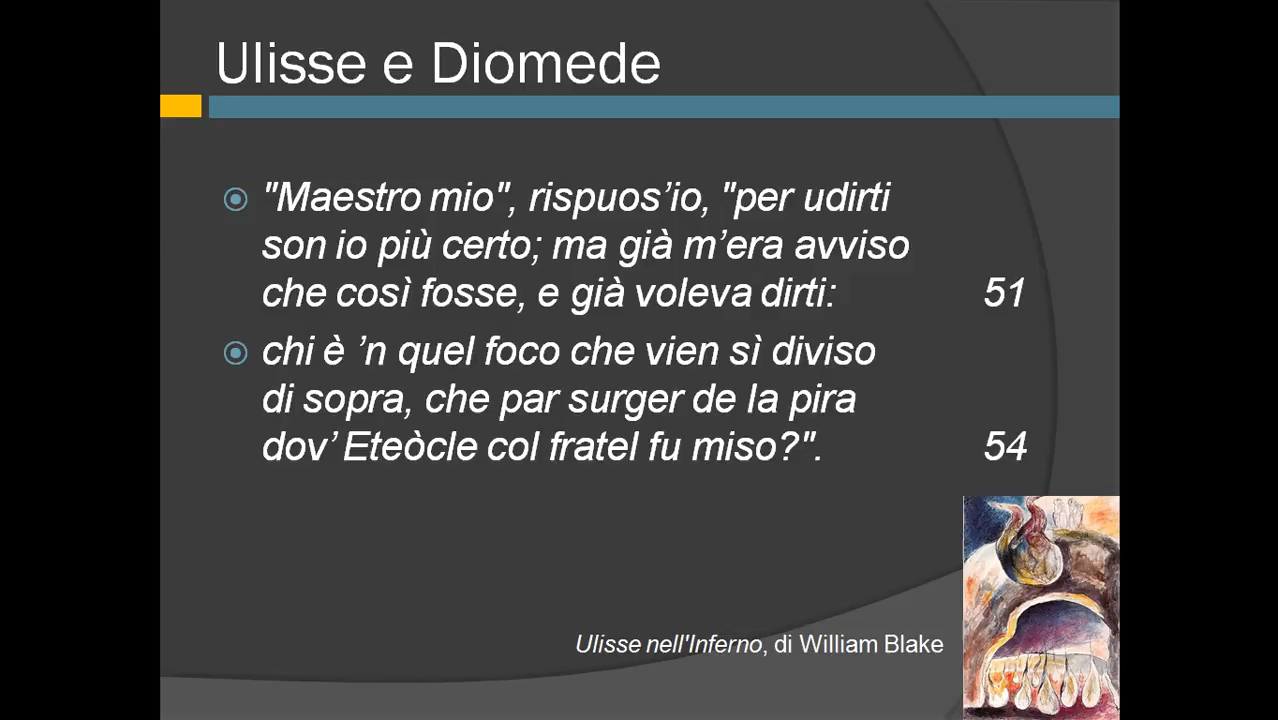 Ulisse e Diomede
"Maestro mio", rispuos’io, "per udirti
son io più certo; ma già m’era avviso
che così fosse, e già voleva dirti: 51
chi è ’n quel foco che vien sì diviso
di sopra, che par surger de la pira
dov’ Eteòcle col fratel fu miso?". 54
Ulisse nell'Inferno, di William Blake